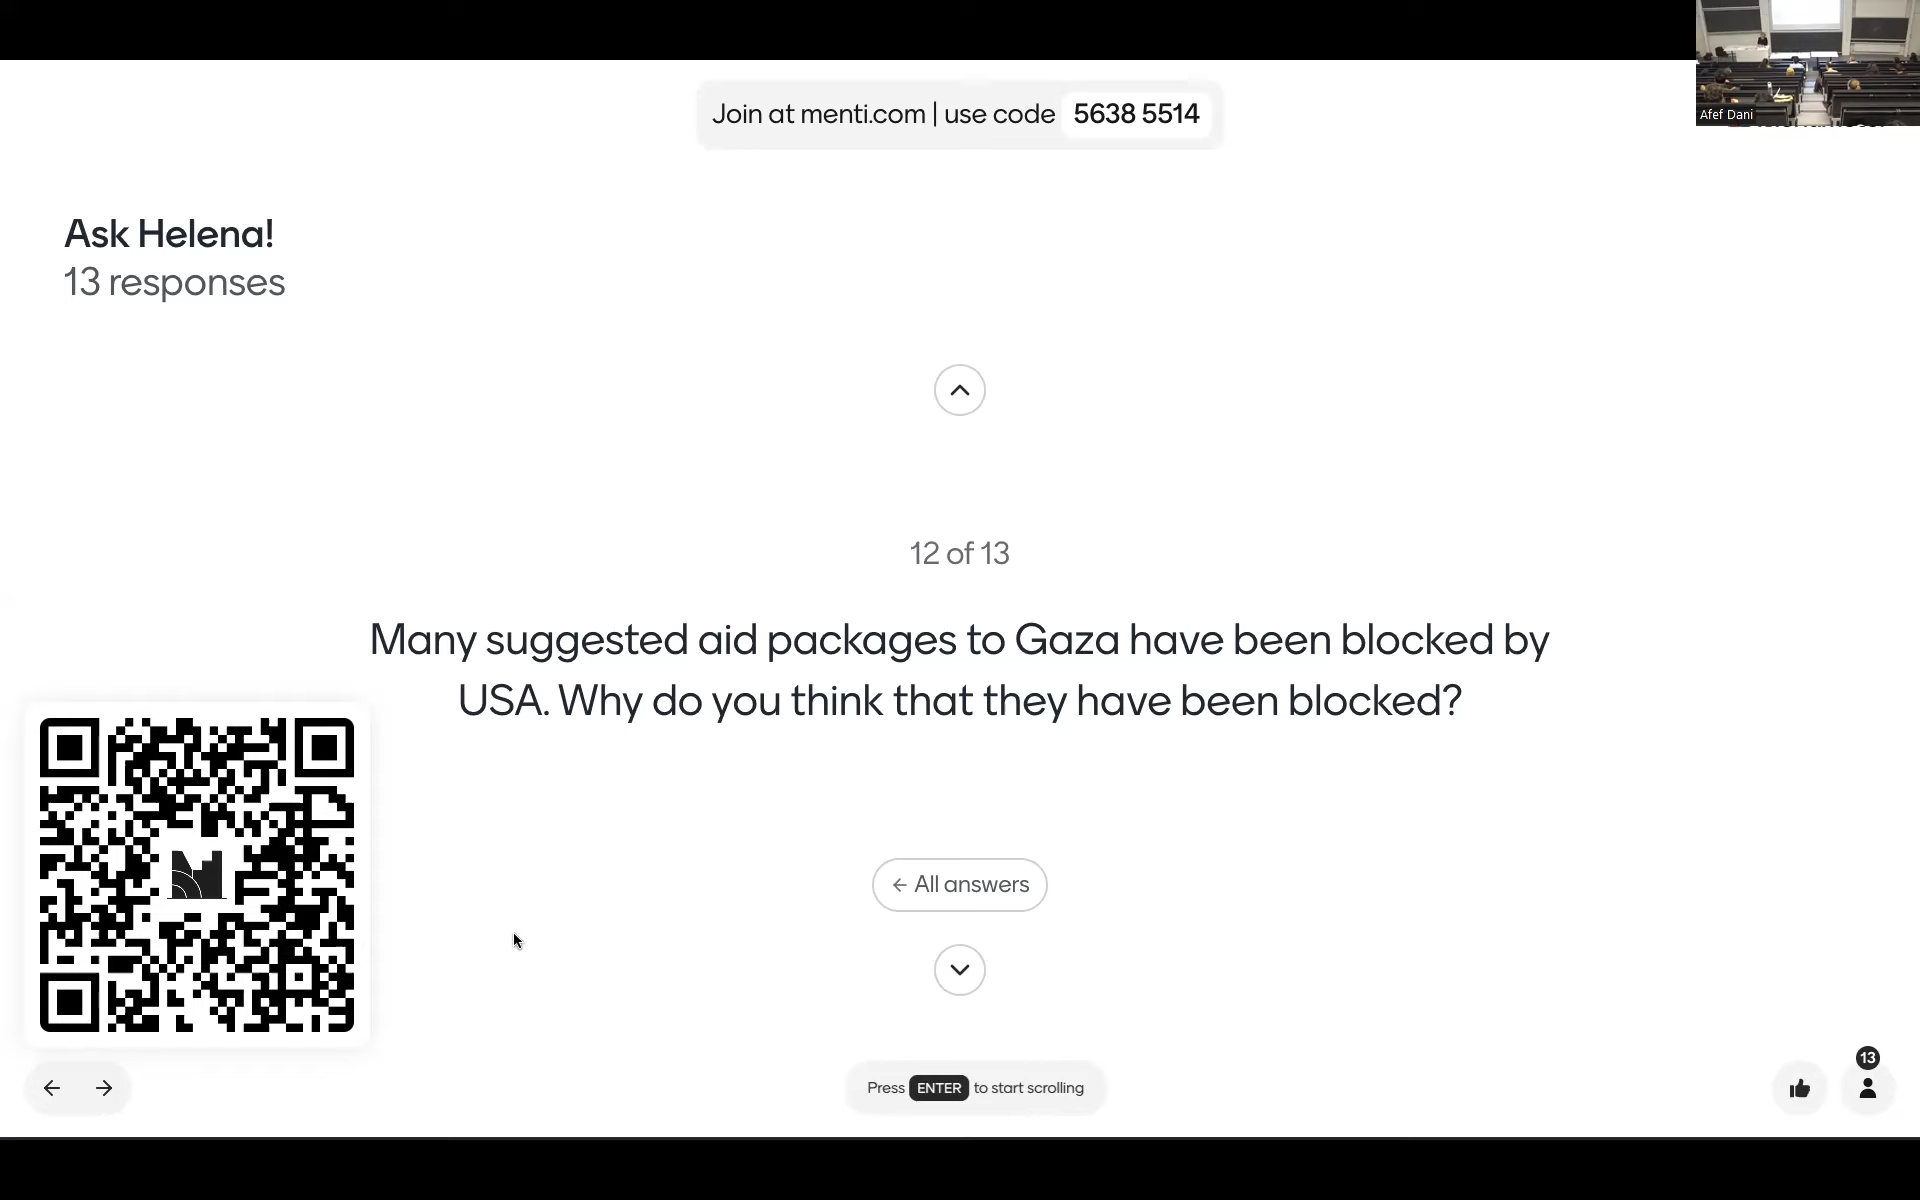 Join at menti.com | use code 5638 5514
Afef Dani
Ask Helena!
13 responses
12 of 13
Many suggested aid packages to Gaza have been blocked by
USA. Why do you think that they have been blocked?
← All answers
Press ENTER to start scrolling
13